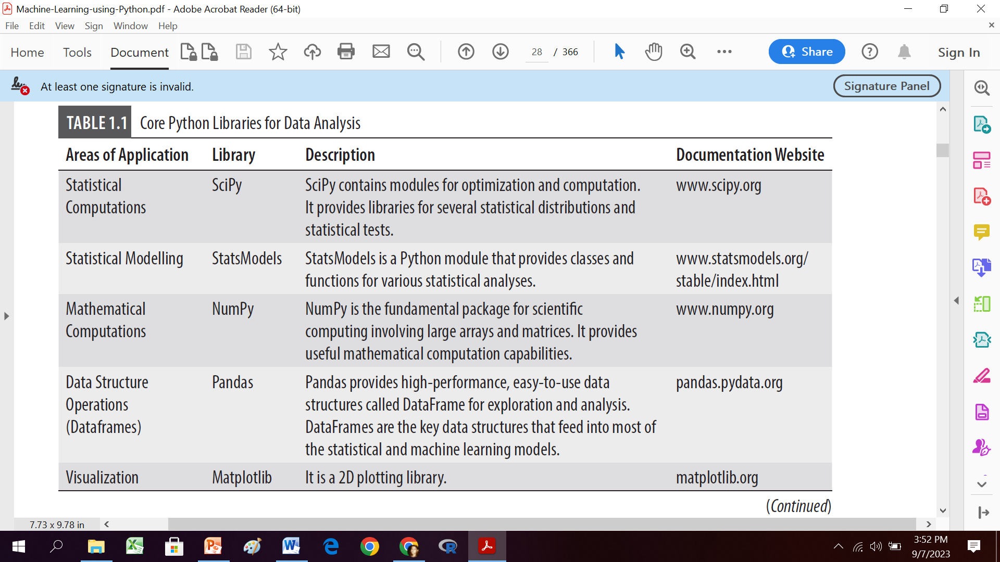 Machine-Learning-using-Python.pdf - Adobe Acrobat Reader (64-bit)
File Edit View Sign Window Help
Home Tools Document 28 / 366 Share Sign In
At least one signature is invalid. Signature Panel
TABLE 1.1 Core Python Libraries for Data Analysis
Areas of Application Library Description Documentation Website
Statistical SciPy SciPy contains modules for optimization and computation. www.scipy.org
Computations It provides libraries for several statistical distributions and
statistical tests.
Statistical Modelling StatsModels StatsModels is a Python module that provides classes and www.statsmodels.org/
functions for various statistical analyses. stable/index.html
Mathematical NumPy NumPy is the fundamental package for scientific www.numpy.org
Computations computing involving large arrays and matrices. It provides
useful mathematical computation capabilities.
Data Structure Pandas Pandas provides high-performance, easy-to-use data pandas.pydata.org
Operations structures called DataFrame for exploration and analysis.
(Dataframes) DataFrames are the key data structures that feed into most of
the statistical and machine learning models.
Visualization Matplotlib It is a 2D plotting library. matplotlib.org
(Continued)
7.73 x 9.78 in
3:52 PM
9/7/2023